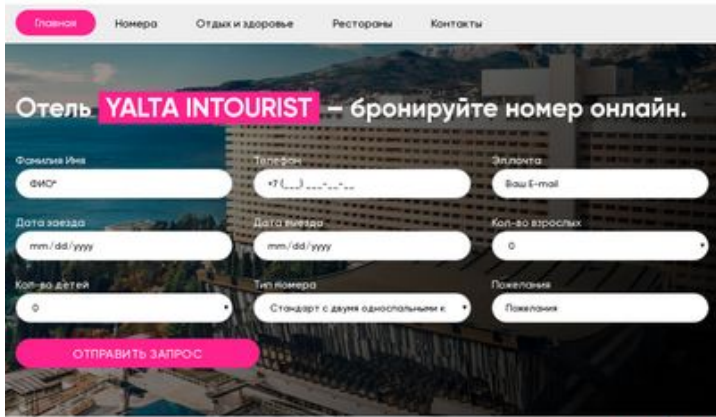 Главная Номера Отдых и здоровье Рестораны Контакты
Отель YALTA INTOURIST – бронируйте номер онлайн.
Фамилия Имя Телефон Эл.почта
ФИО* +7 (___) ___-__-__ Ваш E-mail
Дата заезда Дата выезда Кол-во взрослых
mm/dd/yyyy mm/dd/yyyy 0
Кол-во детей Тип номера Пожелания
0 Стандарт с двумя односпальными к Пожелания
ОТПРАВИТЬ ЗАПРОС